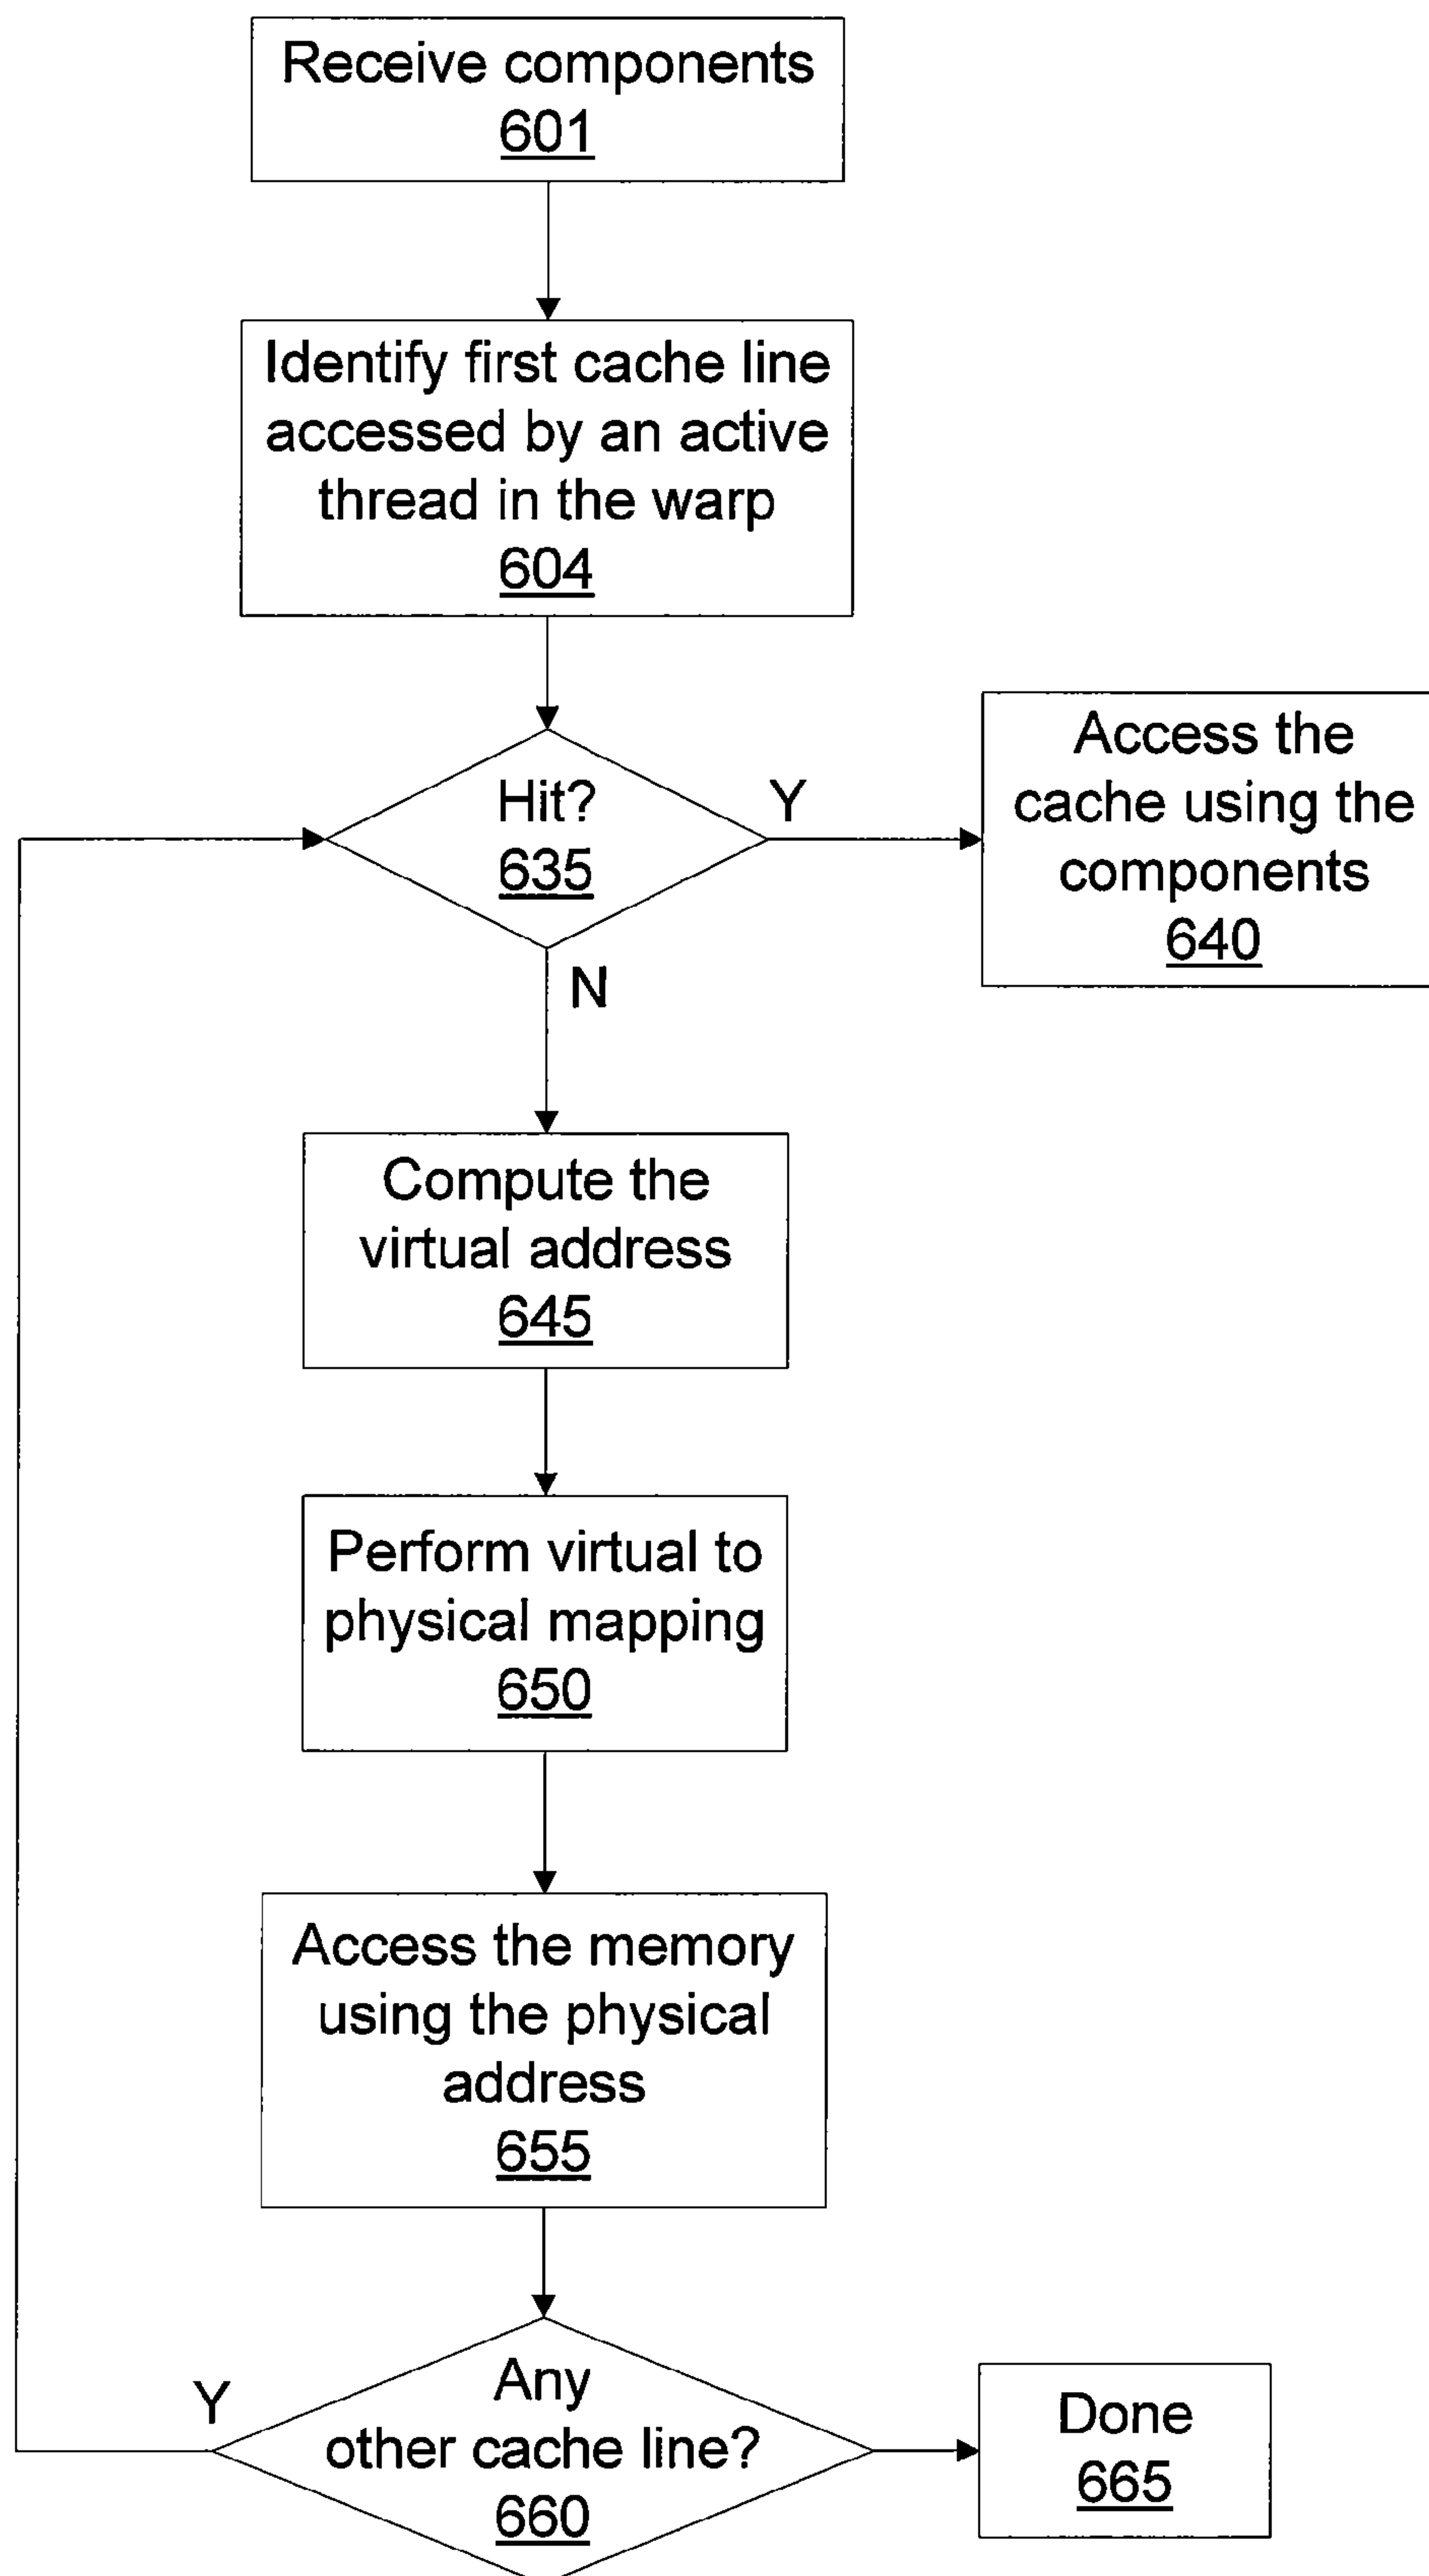 Receive components
601
Identify first cache line
accessed by an active
thread in the warp
604
Hit?
635
Y
Access the
cache using the
components
640
N
Compute the
virtual address
645
Perform virtual to
physical mapping
650
Access the memory
using the physical
address
655
Y
Any
other cache line?
660
Done
665